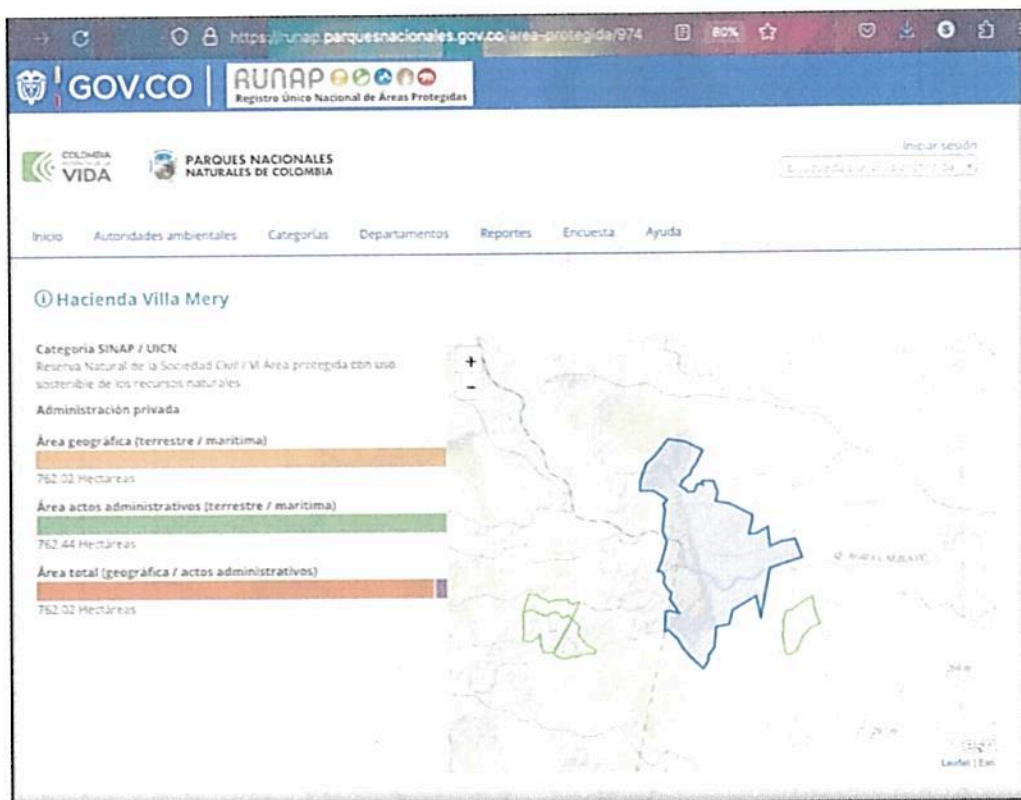 https://runap.parquesnacionales.gov.co/area-protegida/974
80%
GOV.CO
RUNAP
Registro Único Nacional de Áreas Protegidas
COLOMBIA
VIDA
PARQUES NACIONALES
NATURALES DE COLOMBIA
Iniciar sesión
Inicio Autoridades ambientales Categorías Departamentos Reportes Encuesta Ayuda
Hacienda Villa Mery
Categoría SINAP / UICN
Reserva Natural de la Sociedad Civil / VI Área protegida con uso
sostenible de los recursos naturales
Administración privada
Área geográfica (terrestre / marítima)
762.02 Hectáreas
Área actos administrativos (terrestre / marítima)
762.44 Hectáreas
Área total (geográfica / actos administrativos)
762.02 Hectáreas
+
−
Leaflet | Esri